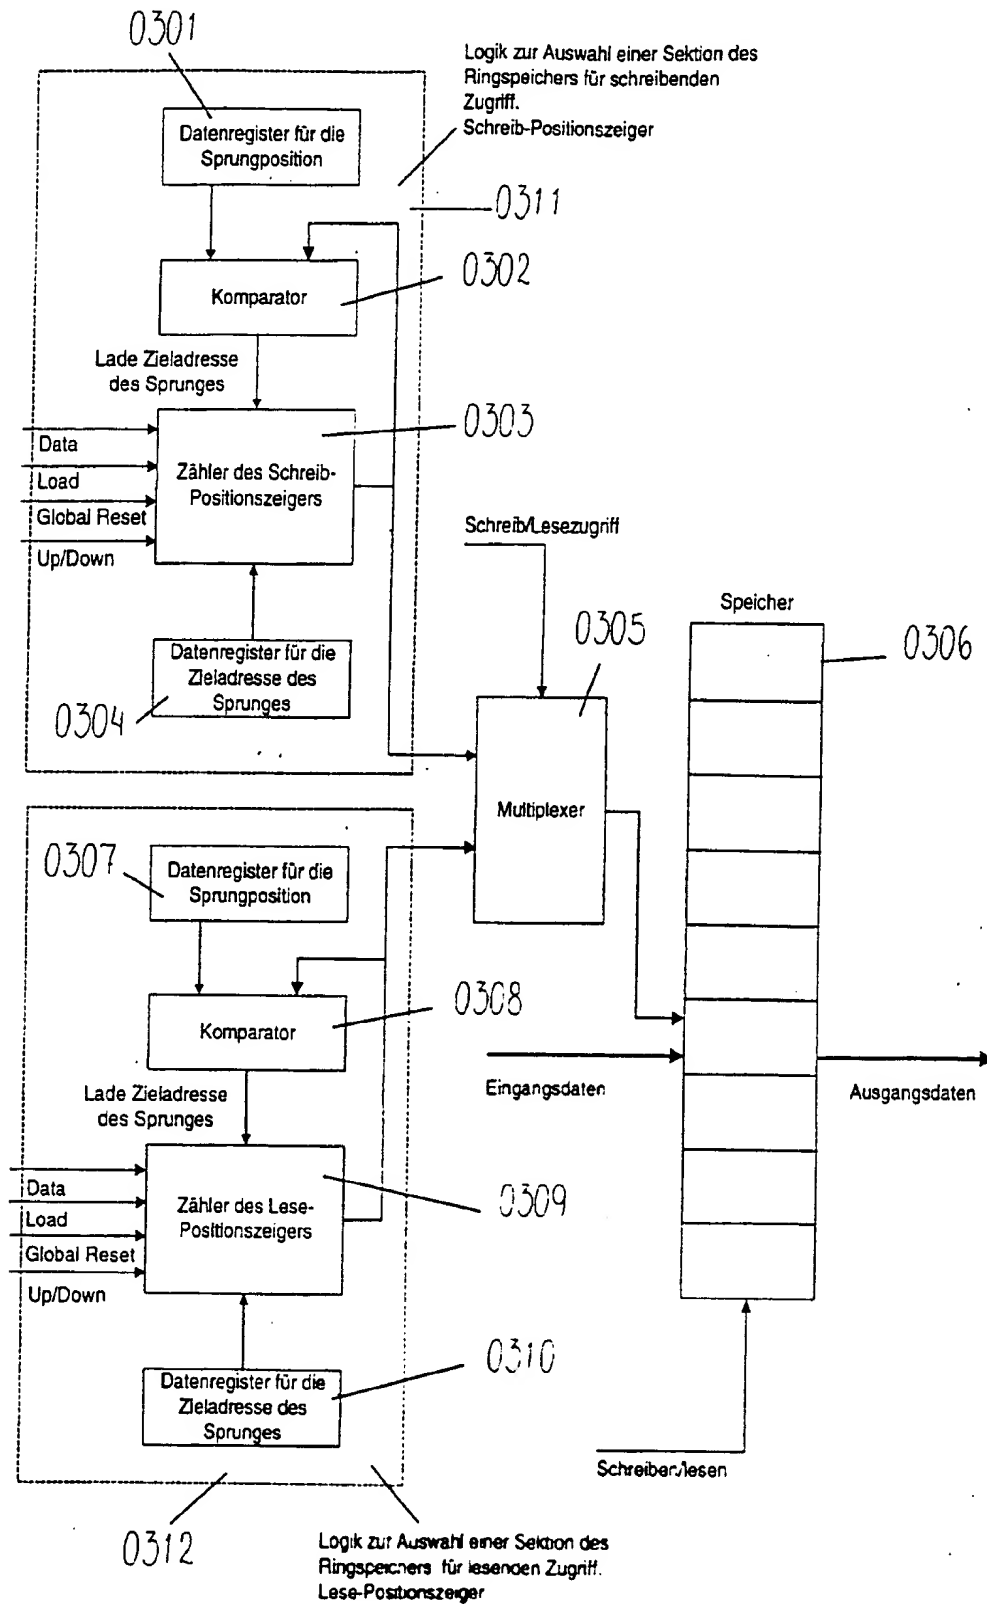 0301
Logik zur Auswahl einer Sektion des
Ringspeichers für schreibenden
Zugriff.
Schreib-Positionszeiger
Datenregister für die
Sprungposition
0311
0302
Komparator
Lade Zieladresse
des Sprunges
0303
Data
Load
Global Reset
Up/Down
Zähler des Schreib-
Positionszeigers
Schreib/Lesezugriff
Speicher
0305
0306
Datenregister für die
Zieladresse des
Sprunges
0304
Multiplexer
0307
Datenregister für die
Sprungposition
0308
Komparator
Eingangsdaten
Ausgangsdaten
Lade Zieladresse
des Sprunges
0309
Data
Load
Global Reset
Up/Down
Zähler des Lese-
Positionszeigers
0310
Datenregister für die
Zieladresse des
Sprunges
Schreiben/lesen
0312
Logik zur Auswahl einer Sektion des
Ringspeichers für lesenden Zugriff.
Lese-Positionszeiger